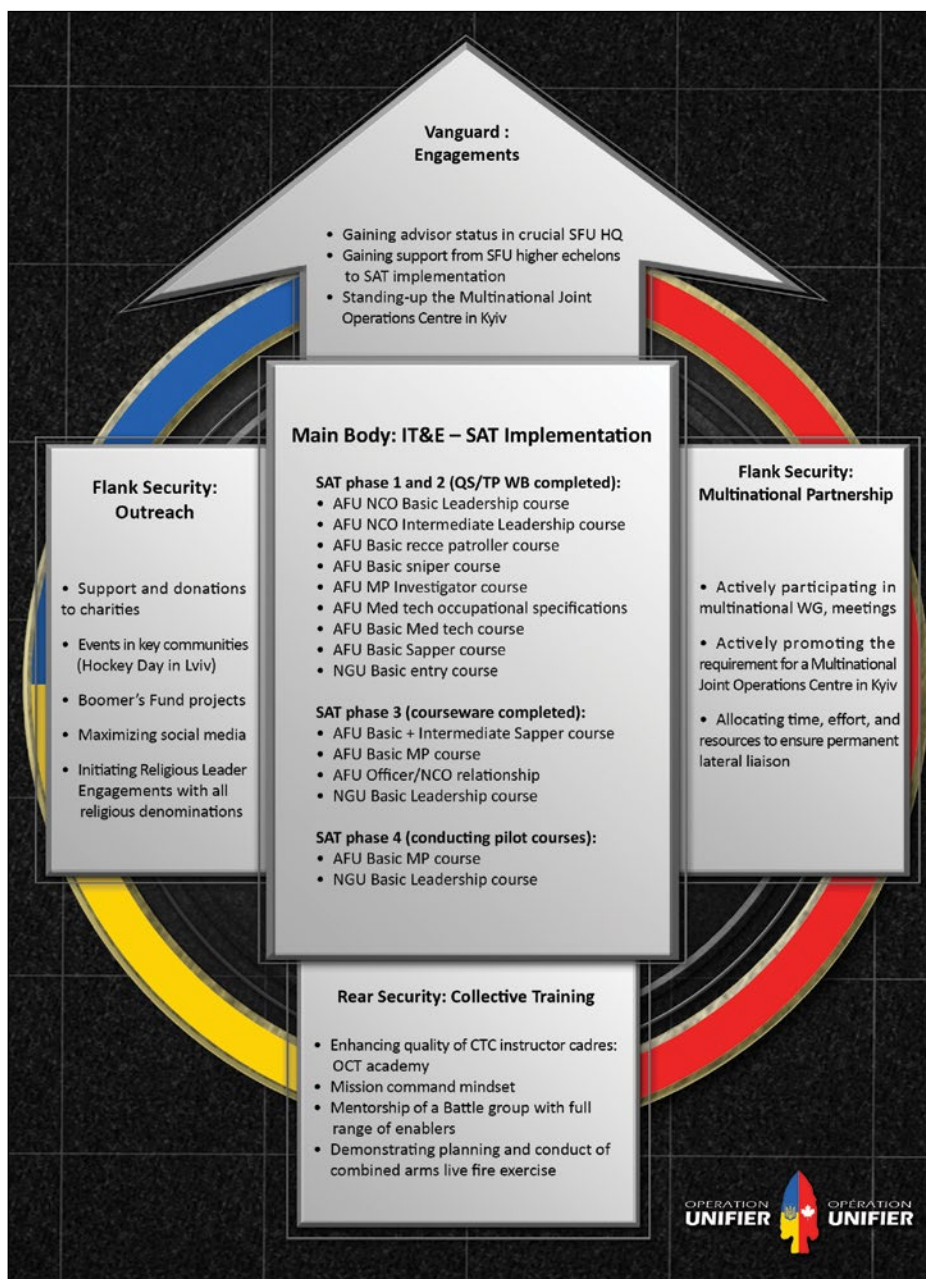 Vanguard :
Engagements
• Gaining advisor status in crucial SFU HQ
• Gaining support from SFU higher echelons
to SAT implementation
• Standing-up the Multinational Joint
Operations Centre in Kyiv
Flank Security:
Outreach
• Support and donations
to charities
• Events in key communities
(Hockey Day in Lviv)
• Boomer's Fund projects
• Maximizing social media
• Initiating Religious Leader
Engagements with all
religious denominations
Main Body: IT&E – SAT Implementation
SAT phase 1 and 2 (QS/TP WB completed):
• AFU NCO Basic Leadership course
• AFU NCO Intermediate Leadership course
• AFU Basic recce patroller course
• AFU Basic sniper course
• AFU MP Investigator course
• AFU Med tech occupational specifications
• AFU Basic Med tech course
• AFU Basic Sapper course
• NGU Basic entry course
SAT phase 3 (courseware completed):
• AFU Basic + Intermediate Sapper course
• AFU Basic MP course
• AFU Officer/NCO relationship
• NGU Basic Leadership course
SAT phase 4 (conducting pilot courses):
• AFU Basic MP course
• NGU Basic Leadership course
Flank Security:
Multinational Partnership
• Actively participating in
multinational WG, meetings
• Actively promoting the
requirement for a Multinational
Joint Operations Centre in Kyiv
• Allocating time, effort, and
resources to ensure permanent
lateral liaison
Rear Security: Collective Training
• Enhancing quality of CTC instructor cadres:
OCT academy
• Mission command mindset
• Mentorship of a Battle group with full
range of enablers
• Demonstrating planning and conduct of
combined arms live fire exercise
OPERATION
UNIFIER
OPÉRATION
UNIFIER